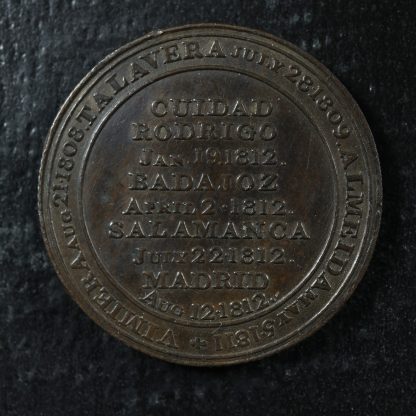 VIMIERA AUG 21.1808. TALAVERA JULY 28.1809. ALMEIDA MAY 5 1811 +
CUIDAD
RODRIGO
JAN. 19.1812.
BADAJOZ
APRIL 2.1812.
SALAMANCA
JULY 22.1812.
MADRID
AUG 12.1812.